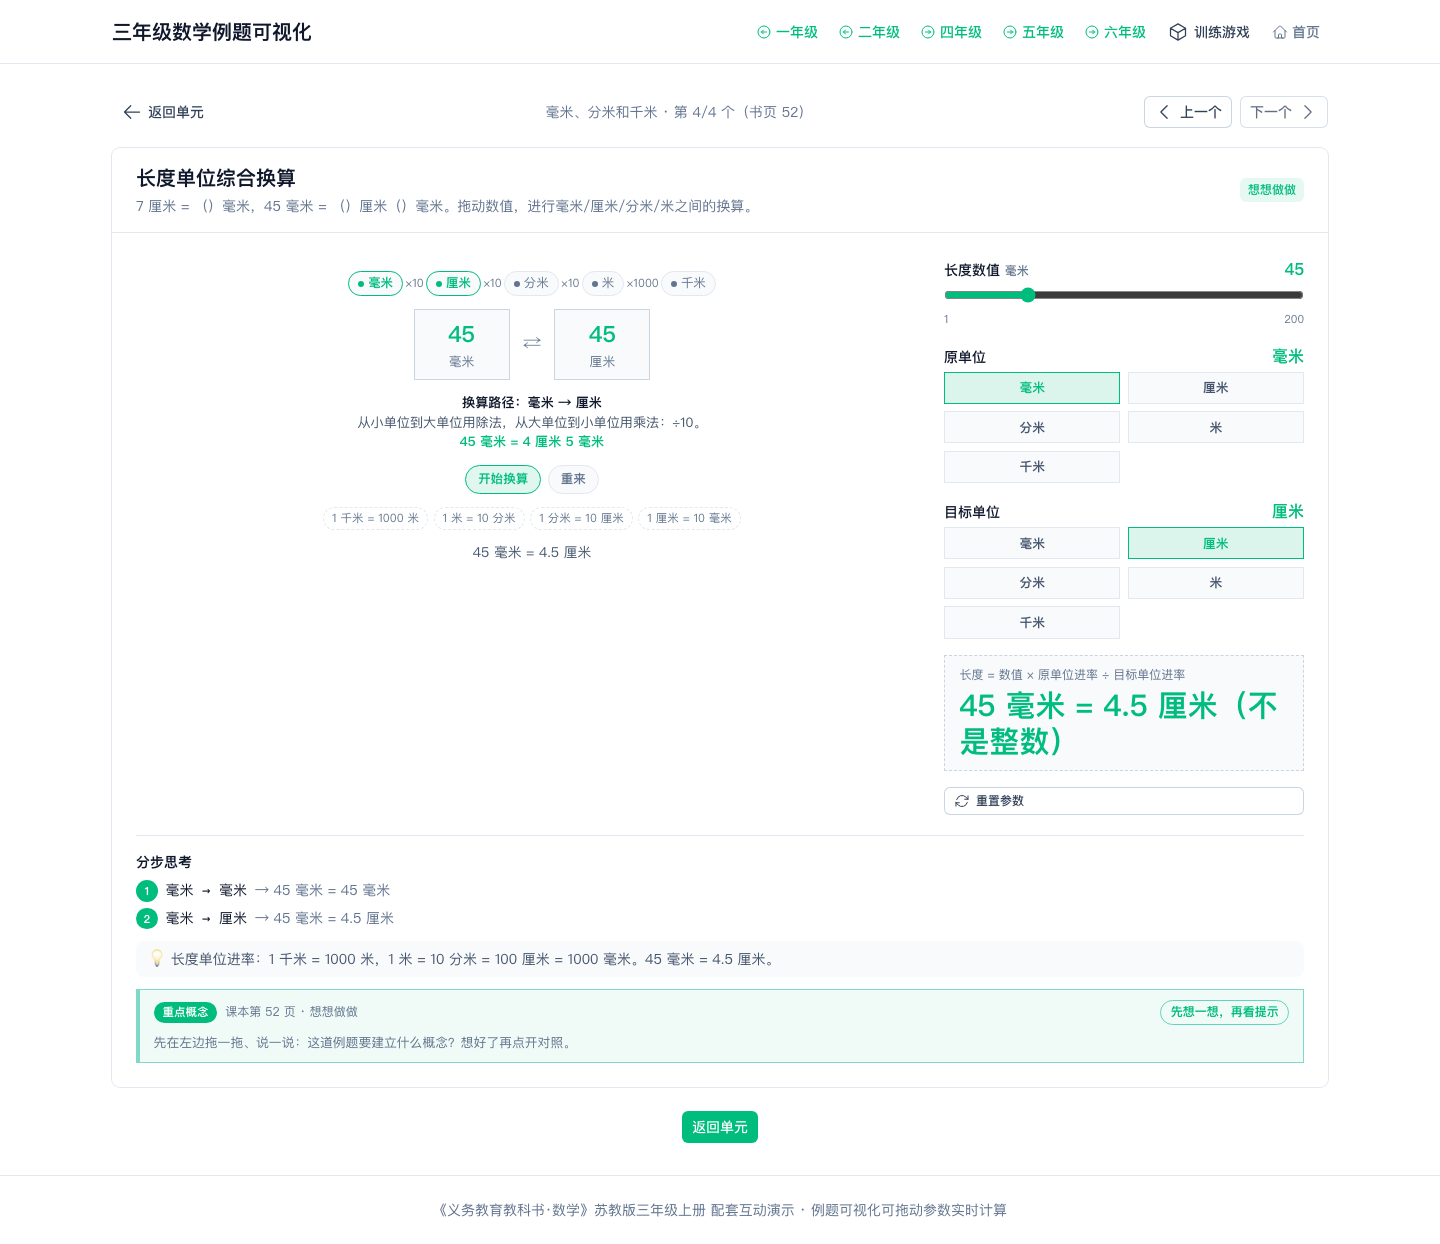 三年级数学例题可视化
一年级 二年级 四年级 五年级 六年级 训练游戏 首页
返回单元
毫米、分米和千米 · 第 4/4 个（书页 52）
上一个 下一个
长度单位综合换算
7 厘米 = （）毫米，45 毫米 = （）厘米（）毫米。拖动数值，进行毫米/厘米/分米/米之间的换算。
想想做做
毫米 ×10 厘米 ×10 分米 ×10 米 ×1000 千米
45 ⇄ 45
毫米 厘米
换算路径：毫米 → 厘米
从小单位到大单位用除法，从大单位到小单位用乘法：÷10。
45 毫米 = 4 厘米 5 毫米
开始换算 重来
1 千米 = 1000 米 1 米 = 10 分米 1 分米 = 10 厘米 1 厘米 = 10 毫米
45 毫米 = 4.5 厘米
长度数值 毫米 45
1 200
原单位 毫米
毫米 厘米
分米 米
千米
目标单位 厘米
毫米 厘米
分米 米
千米
长度 = 数值 × 原单位进率 ÷ 目标单位进率
45 毫米 = 4.5 厘米（不
是整数）
重置参数
分步思考
1 毫米 → 毫米 → 45 毫米 = 45 毫米
2 毫米 → 厘米 → 45 毫米 = 4.5 厘米
💡 长度单位进率：1 千米 = 1000 米，1 米 = 10 分米 = 100 厘米 = 1000 毫米。45 毫米 = 4.5 厘米。
重点概念 课本第 52 页 · 想想做做
先想一想，再看提示
先在左边拖一拖、说一说：这道例题要建立什么概念？想好了再点开对照。
返回单元
《义务教育教科书·数学》苏教版三年级上册 配套互动演示 · 例题可视化可拖动参数实时计算